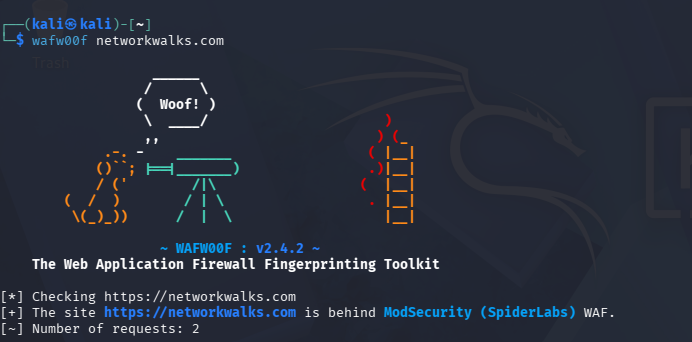 (kali㉿kali)-[~]
$ wafw00f networkwalks.com
Trash
Woof!
~ WAFW00F : v2.4.2 ~
The Web Application Firewall Fingerprinting Toolkit
[*] Checking https://networkwalks.com
[+] The site https://networkwalks.com is behind ModSecurity (SpiderLabs) WAF.
[~] Number of requests: 2